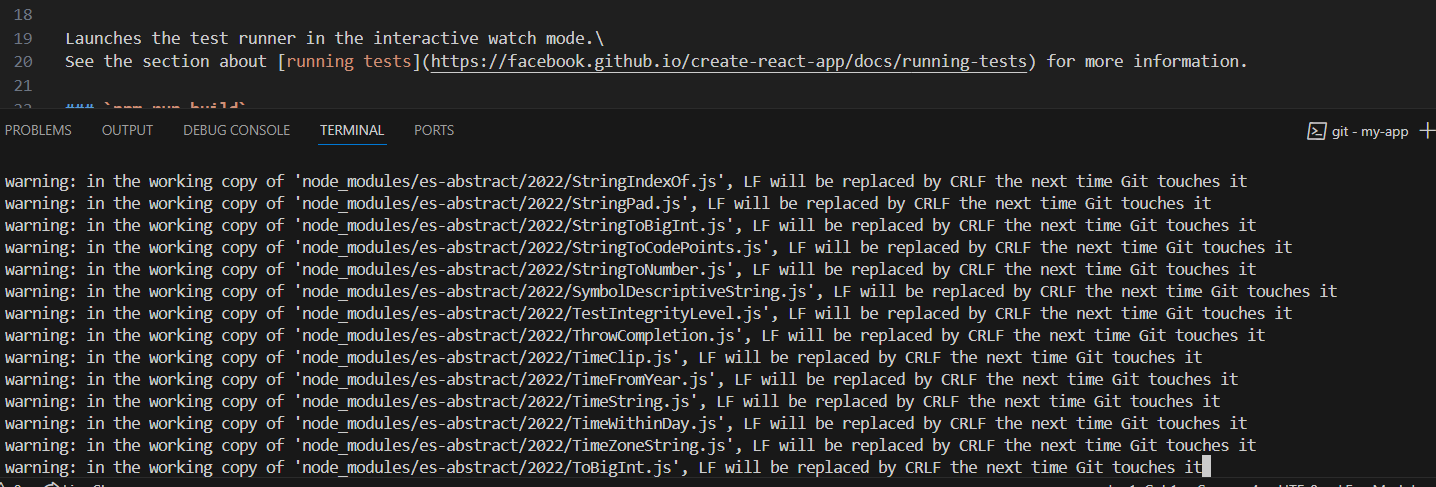 18
19 Launches the test runner in the interactive watch mode.\
20 See the section about [running tests](https://facebook.github.io/create-react-app/docs/running-tests) for more information.
21
22 ### `npm run build`
PROBLEMS OUTPUT DEBUG CONSOLE TERMINAL PORTS git - my-app
warning: in the working copy of 'node_modules/es-abstract/2022/StringIndexOf.js', LF will be replaced by CRLF the next time Git touches it
warning: in the working copy of 'node_modules/es-abstract/2022/StringPad.js', LF will be replaced by CRLF the next time Git touches it
warning: in the working copy of 'node_modules/es-abstract/2022/StringToBigInt.js', LF will be replaced by CRLF the next time Git touches it
warning: in the working copy of 'node_modules/es-abstract/2022/StringToCodePoints.js', LF will be replaced by CRLF the next time Git touches it
warning: in the working copy of 'node_modules/es-abstract/2022/StringToNumber.js', LF will be replaced by CRLF the next time Git touches it
warning: in the working copy of 'node_modules/es-abstract/2022/SymbolDescriptiveString.js', LF will be replaced by CRLF the next time Git touches it
warning: in the working copy of 'node_modules/es-abstract/2022/TestIntegrityLevel.js', LF will be replaced by CRLF the next time Git touches it
warning: in the working copy of 'node_modules/es-abstract/2022/ThrowCompletion.js', LF will be replaced by CRLF the next time Git touches it
warning: in the working copy of 'node_modules/es-abstract/2022/TimeClip.js', LF will be replaced by CRLF the next time Git touches it
warning: in the working copy of 'node_modules/es-abstract/2022/TimeFromYear.js', LF will be replaced by CRLF the next time Git touches it
warning: in the working copy of 'node_modules/es-abstract/2022/TimeString.js', LF will be replaced by CRLF the next time Git touches it
warning: in the working copy of 'node_modules/es-abstract/2022/TimeWithinDay.js', LF will be replaced by CRLF the next time Git touches it
warning: in the working copy of 'node_modules/es-abstract/2022/TimeZoneString.js', LF will be replaced by CRLF the next time Git touches it
warning: in the working copy of 'node_modules/es-abstract/2022/ToBigInt.js', LF will be replaced by CRLF the next time Git touches it